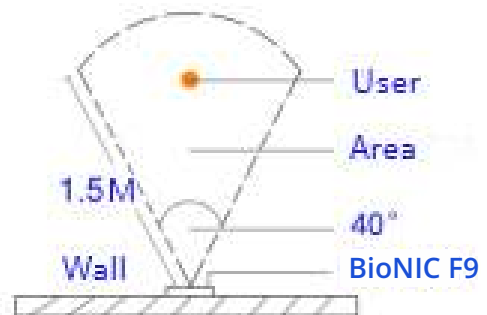 User
Area
1.5M
40°
Wall
BioNIC F9